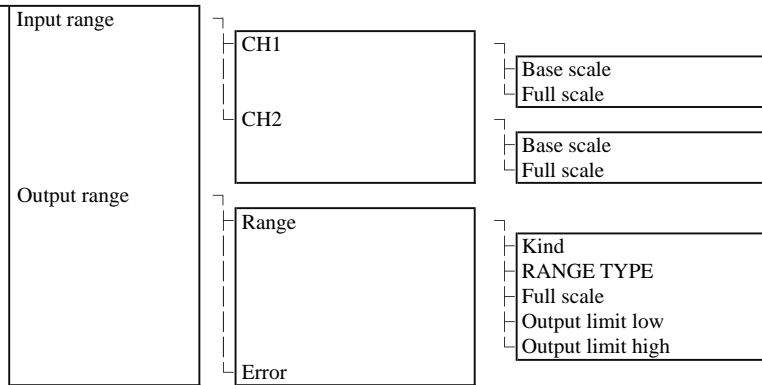 Input range
CH1
Base scale
Full scale
CH2
Base scale
Full scale
Output range
Range
Kind
RANGE TYPE
Full scale
Output limit low
Output limit high
Error